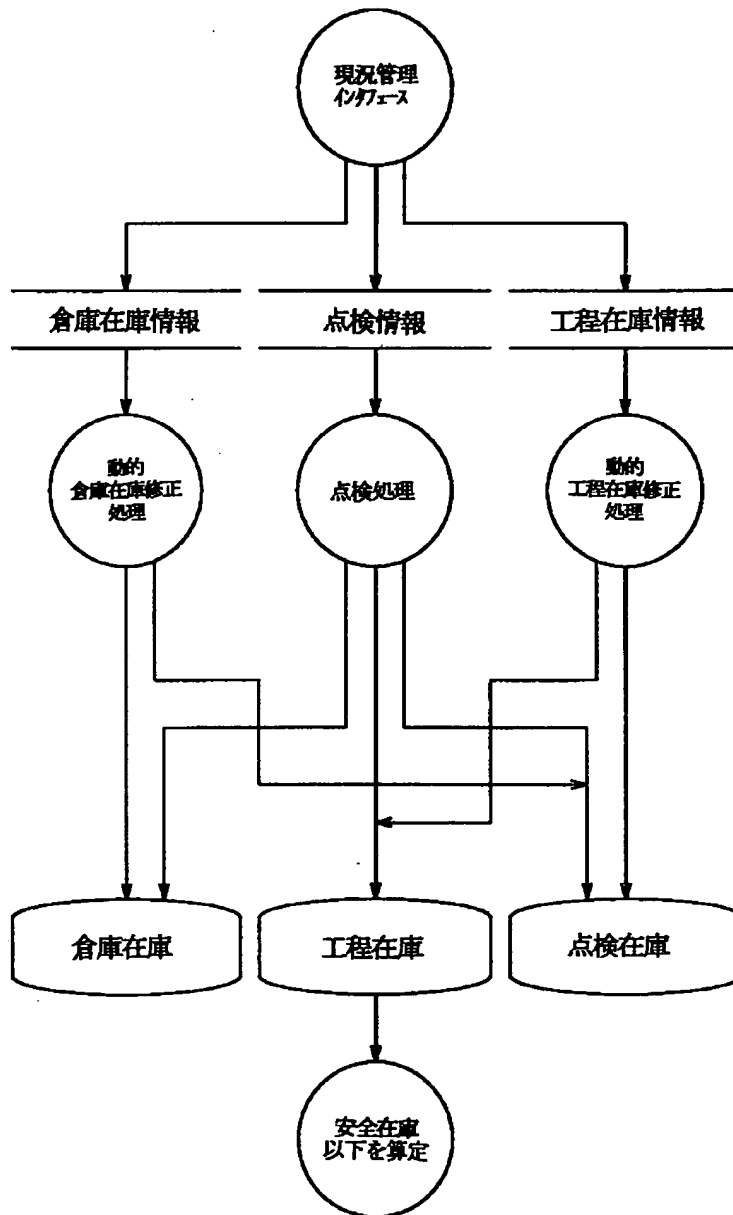 現況管理
インタフェース
倉庫在庫情報
点検情報
工程在庫情報
動的
倉庫在庫修正
処理
点検処理
動的
工程在庫修正
処理
倉庫在庫
工程在庫
点検在庫
安全在庫
以下を算定